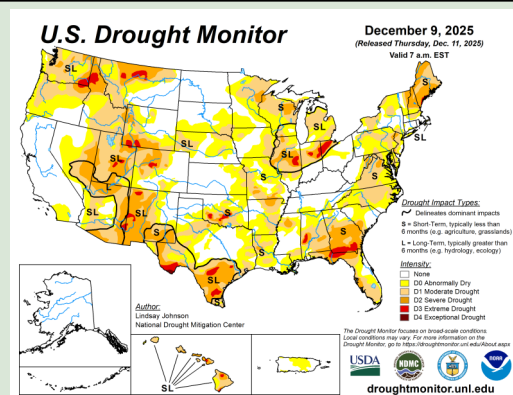 U.S. Drought Monitor
December 9, 2025
(Released Thursday, Dec. 11, 2025)
Valid 7 a.m. EST
SL
SL
S
S
SL
SL
SL
SL
SL
S
S
L
SL
SL
S
S
S
S
S
SL
S
SL
Drought Impact Types:
Delineates dominant impacts
S = Short-Term, typically less than
6 months (e.g. agriculture, grasslands)
L = Long-Term, typically greater than
6 months (e.g. hydrology, ecology)
Intensity:
None
D0 Abnormally Dry
D1 Moderate Drought
D2 Severe Drought
D3 Extreme Drought
D4 Exceptional Drought
Author:
Lindsay Johnson
National Drought Mitigation Center
The Drought Monitor focuses on broad-scale conditions.
Local conditions may vary. For more information on the
Drought Monitor, go to https://droughtmonitor.unl.edu/About.aspx
USDA
NDMC
NOAA
droughtmonitor.unl.edu